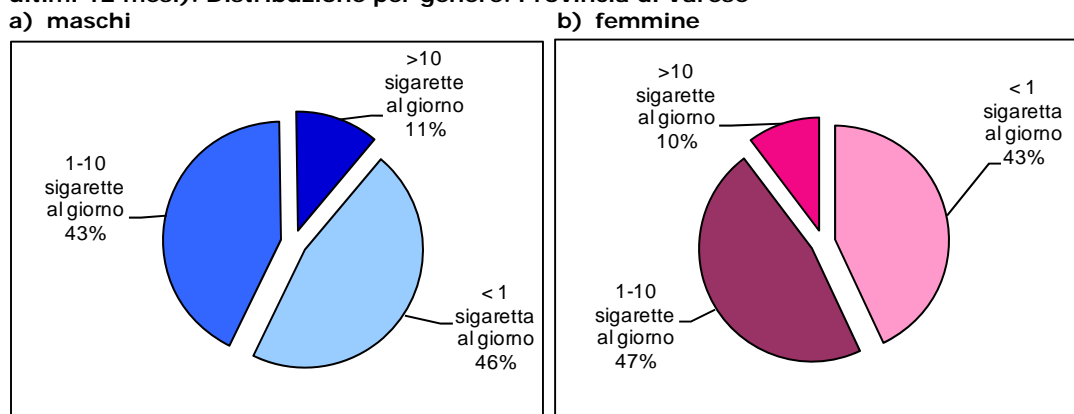 ultimi 12 mesi). Distribuzione per genere. Provincia di Varese
a) maschi
b) femmine
>10
sigarette
al giorno
11%
1-10
sigarette
al giorno
43%
< 1
sigaretta
al giorno
46%
>10
sigarette
al giorno
10%
< 1
sigaretta
al giorno
43%
1-10
sigarette
al giorno
47%